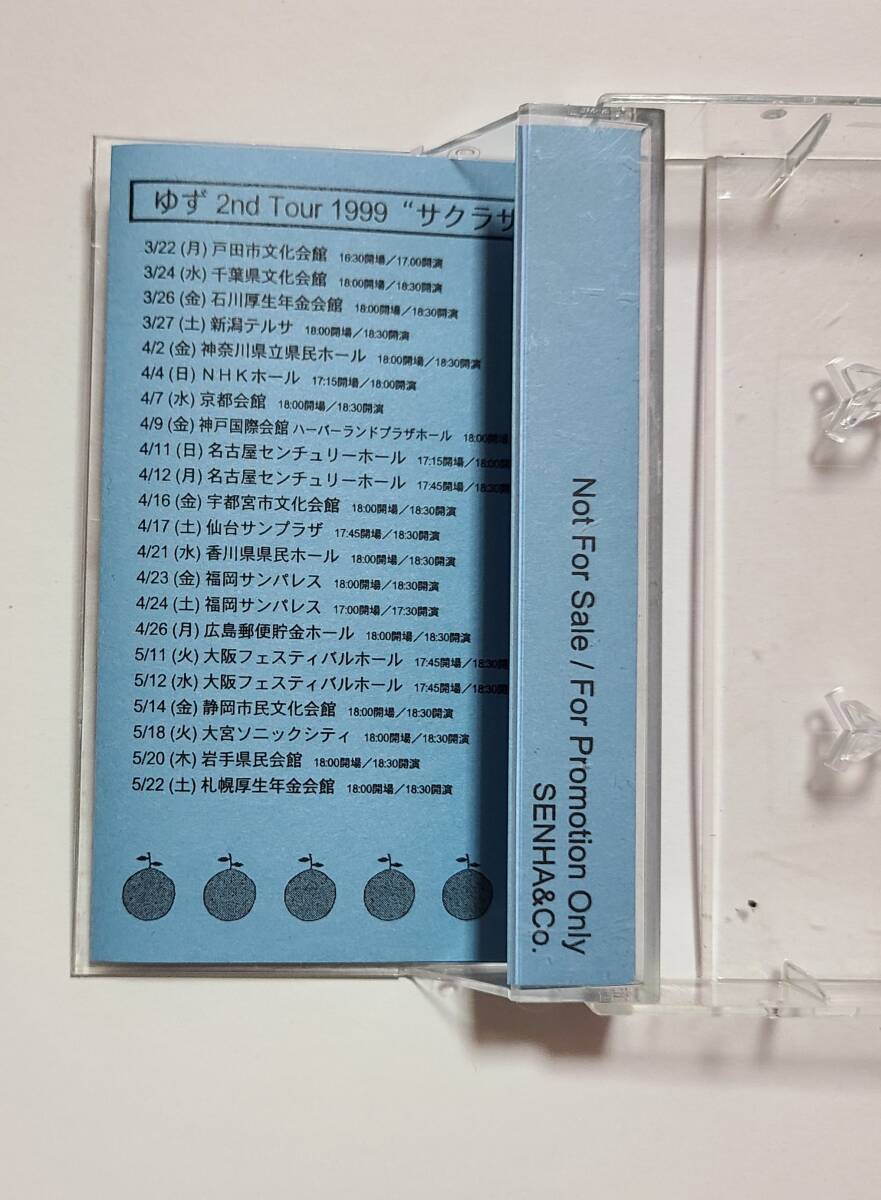 ゆず 2nd Tour 1999 “サクラサ
3/22 (月) 戸田市文化会館 16:30開場/17:00開演
3/24 (水) 千葉県文化会館 18:00開場/18:30開演
3/26 (金) 石川厚生年金会館 18:00開場/18:30開演
3/27 (土) 新潟テルサ 18:00開場/18:30開演
4/2 (金) 神奈川県立県民ホール 18:00開場/18:30開演
4/4 (日) NHKホール 17:15開場/18:00開演
4/7 (水) 京都会館 18:00開場/18:30開演
4/9 (金) 神戸国際会館 ハーバーランドプラザホール 18:00
4/11 (日) 名古屋センチュリーホール 17:15開場/18:00
4/12 (月) 名古屋センチュリーホール 17:45開場/18:30開
4/16 (金) 宇都宮市文化会館 18:00開場/18:30開演
4/17 (土) 仙台サンプラザ 17:45開場/18:30開演
4/21 (水) 香川県県民ホール 18:00開場/18:30開演
4/23 (金) 福岡サンパレス 18:00開場/18:30開演
4/24 (土) 福岡サンパレス 17:00開場/17:30開演
4/26 (月) 広島郵便貯金ホール 18:00開場/18:30開演
5/11 (火) 大阪フェスティバルホール 17:45開場/18:30開
5/12 (水) 大阪フェスティバルホール 17:45開場/18:30開
5/14 (金) 静岡市民文化会館 18:00開場/18:30開演
5/18 (火) 大宮ソニックシティ 18:00開場/18:30開演
5/20 (木) 岩手県民会館 18:00開場/18:30開演
5/22 (土) 札幌厚生年金会館 18:00開場/18:30開演
Not For Sale / For Promotion Only
SENHA&Co.